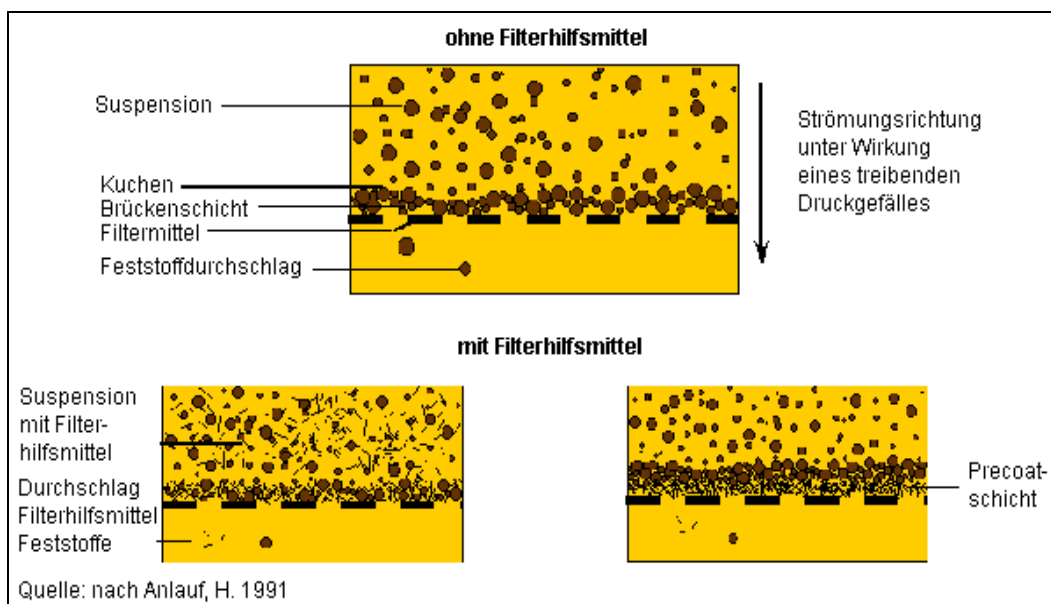 ohne Filterhilfsmittel
Suspension
Kuchen
Brückenschicht
Filtermittel
Feststoffdurchschlag
Strömungsrichtung
unter Wirkung
eines treibenden
Druckgefälles
mit Filterhilfsmittel
Suspension
mit Filter-
hilfsmittel
Durchschlag
Filterhilfsmittel
Feststoffe
Precoat-
schicht
Quelle: nach Anlauf, H. 1991